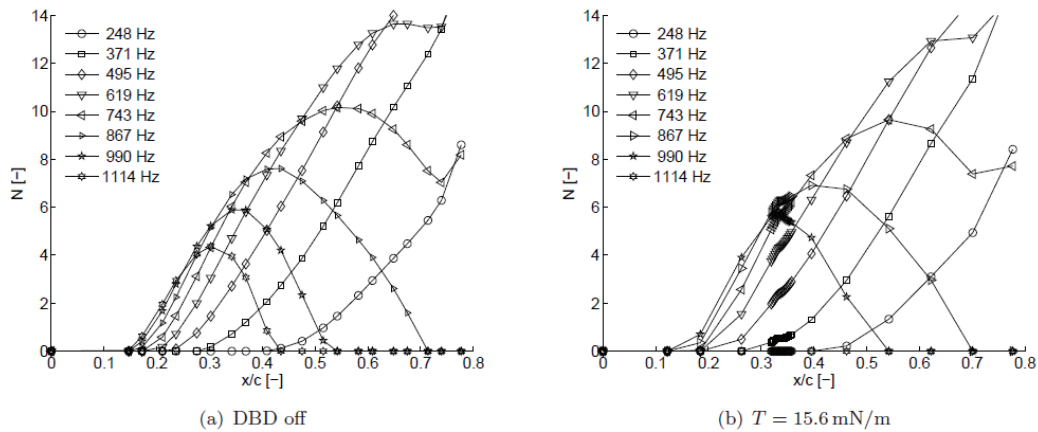 14
12
10
8
6
4
2
0
N [–]
248 Hz
371 Hz
495 Hz
619 Hz
743 Hz
867 Hz
990 Hz
1114 Hz
0
0.1
0.2
0.3
0.4
0.5
0.6
0.7
0.8
x/c [–]
(a) DBD off
14
12
10
8
6
4
2
0
N [–]
248 Hz
371 Hz
495 Hz
619 Hz
743 Hz
867 Hz
990 Hz
1114 Hz
0
0.1
0.2
0.3
0.4
0.5
0.6
0.7
0.8
x/c [–]
(b) T = 15.6 mN/m